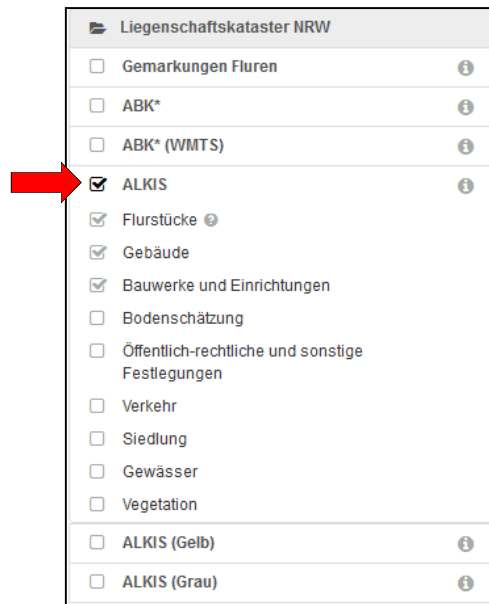 Liegenschaftskataster NRW
Gemarkungen Fluren
ABK*
ABK* (WMTS)
ALKIS
Flurstücke
Gebäude
Bauwerke und Einrichtungen
Bodenschätzung
Öffentlich-rechtliche und sonstige
Festlegungen
Verkehr
Siedlung
Gewässer
Vegetation
ALKIS (Gelb)
ALKIS (Grau)